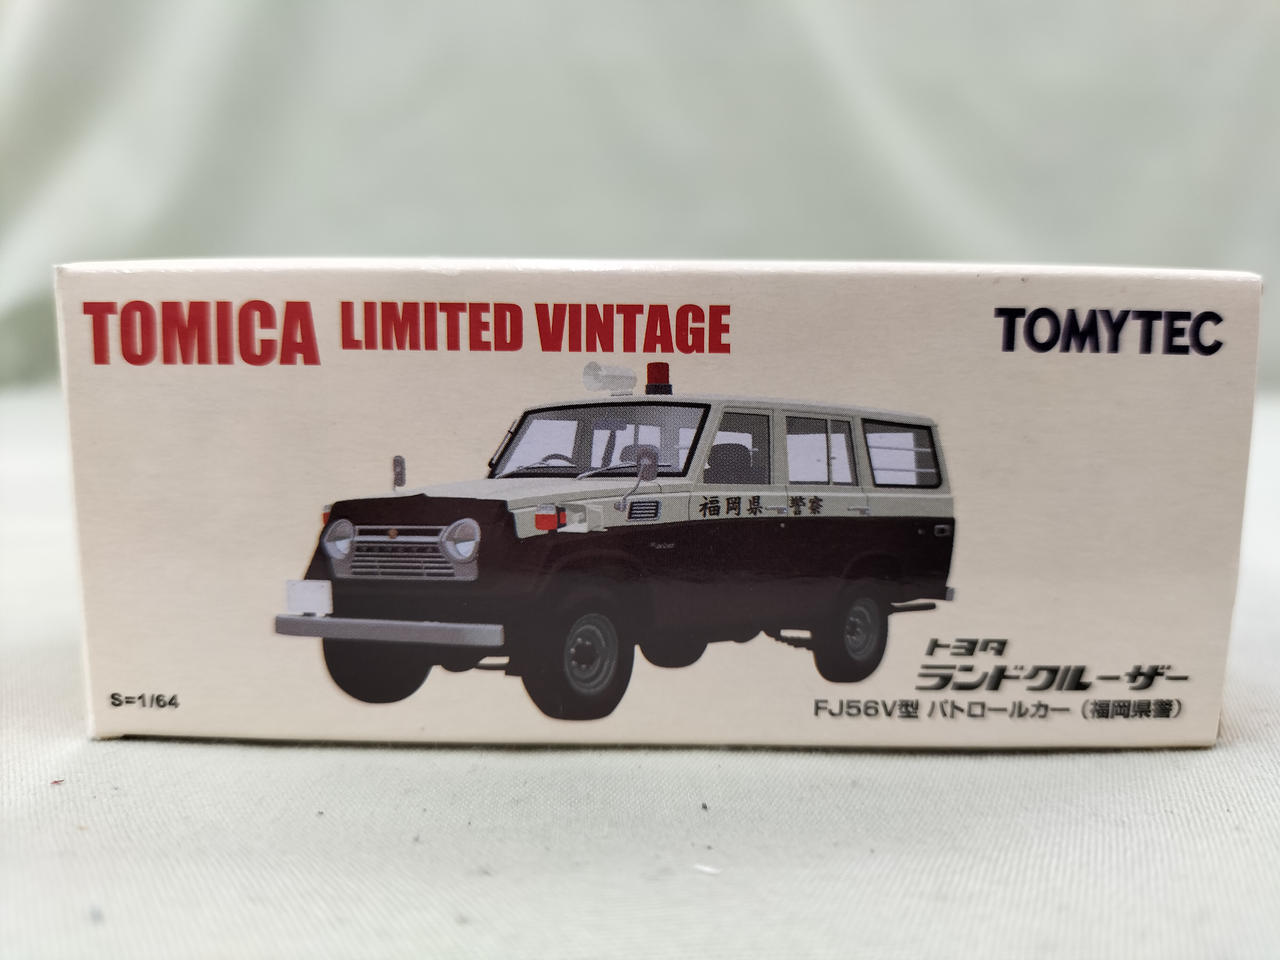 TOMICA LIMITED VINTAGE
TOMYTEC
福岡県 警察
トヨタ
ランドクルーザー
S=1/64
FJ56V型 パトロールカー (福岡県警)